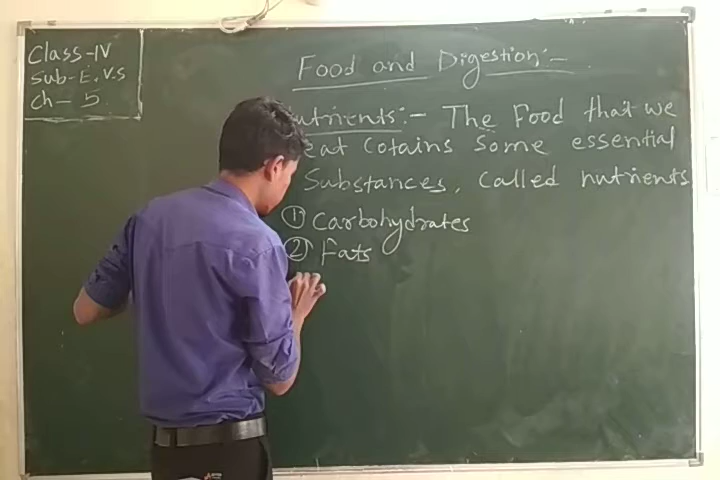 Class-IV
Sub-E.V.S
Ch- 5
Food and Digestion:-
utrients:- The Food that we
eat Cotains Some essential
Substances, Called nutrients
① Carbohydrates
② Fats